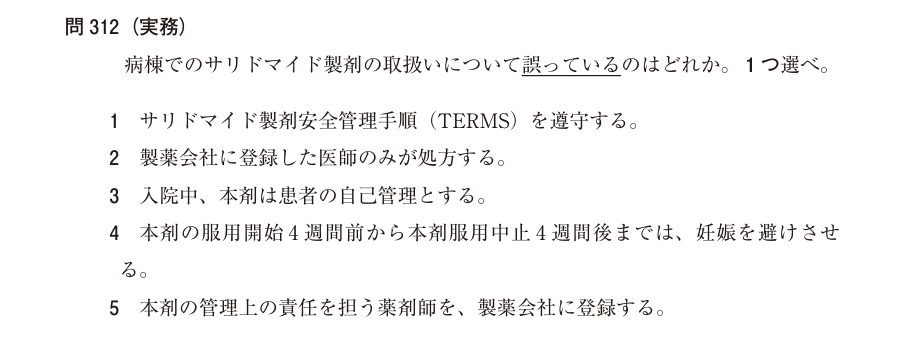 問 312（実務）
病棟でのサリドマイド製剤の取扱いについて誤っているのはどれか。1つ選べ。
1 サリドマイド製剤安全管理手順（TERMS）を遵守する。
2 製薬会社に登録した医師のみが処方する。
3 入院中、本剤は患者の自己管理とする。
4 本剤の服用開始4週間前から本剤服用中止4週間後までは、妊娠を避けさせ
る。
5 本剤の管理上の責任を担う薬剤師を、製薬会社に登録する。